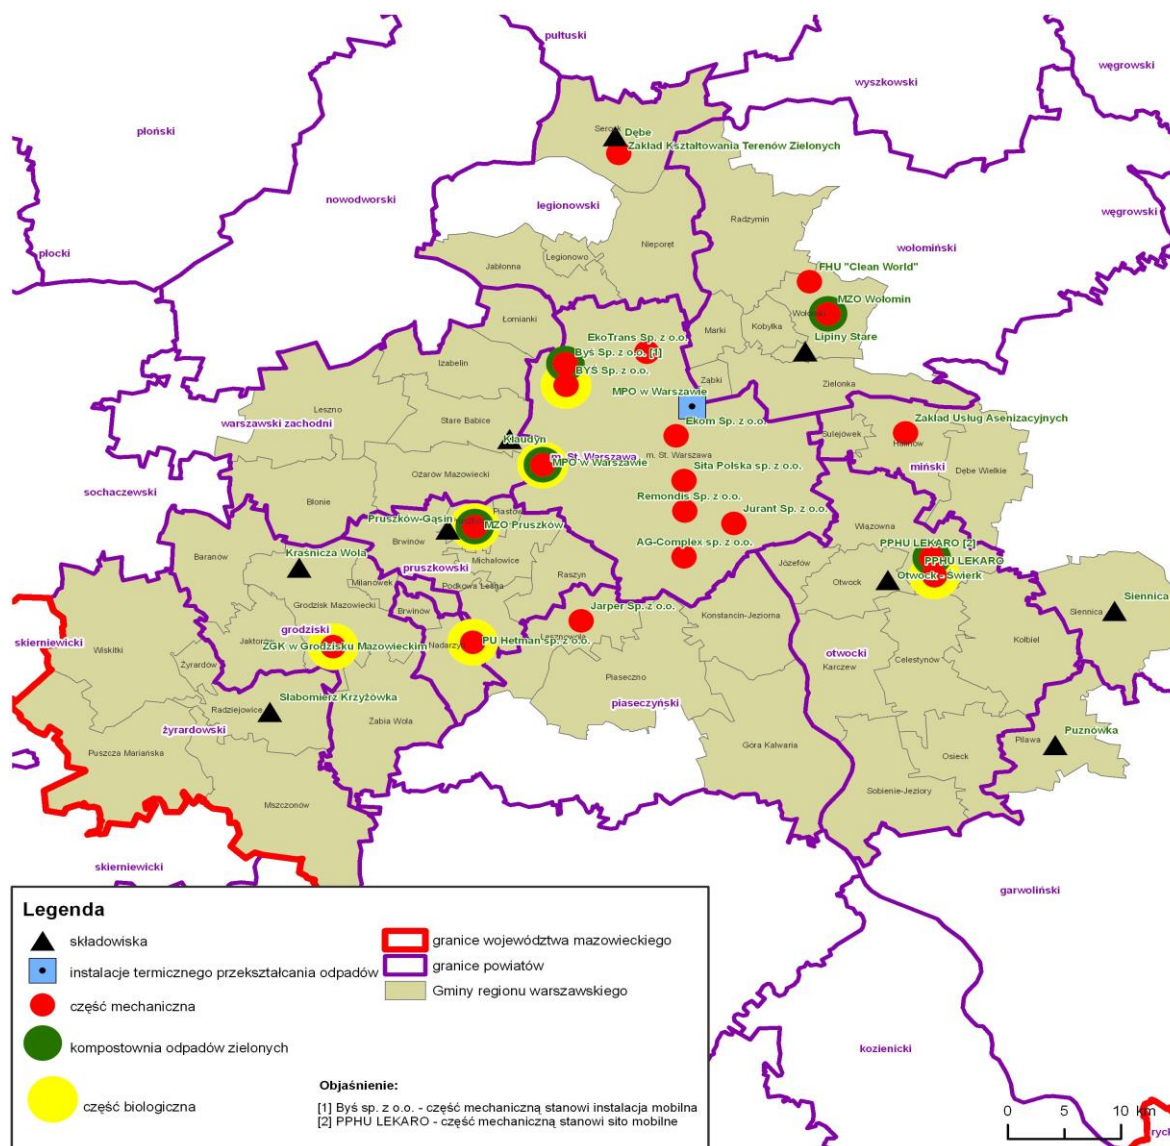 pułtuski
węgrowski
wyszkowski
płoński
Serock
Dębe
Zakład Kształtowania Terenów Zielonych
nowodworski
legionowski
Radzymin
węgrowski
Nieporet
wołomiński
płocki
Legionowo
Jabłonna
FHU "Clean World"
MZO Wołomin
Łomianki
Marki
Kobyłka
Lipiny Stare
EkoTrans Sp. z o.o.
Byś Sp. z o.o. [1]
BYŚ Sp. z o.o.
Izabelin
Ząbki
Zielonka
MPO w Warszawie
Leszno
warszawski zachodni
Stare Babice
Ekom Sp. z o.o.
Zakład Usług Asenizacyjnych
Sulejówek
Halinów
Klaudyn
m. St. Warszawa
m. St. Warszawa
MPO w Warszawie
miński
Dębe Wielkie
Ożarów Mazowiecki
Sita Polska sp. z o.o.
sochaczewski
Błonie
Remondis Sp. z o.o.
Jurant Sp. z o.o.
Piastów
Pruszków-Gąsin
MZO Pruszków
Wiązowna
Brwinów
AG-Complex sp. z o.o.
PPHU LEKARO [2]
PPHU LEKARO
Baranów
Kraśnicza Wola
Michałowice
pruszkowski
Józefów
Otwock
Otwock-Świerk
Milanówek
Podkowa Leśna
Raszyn
Grodzisk Mazowiecki
Brwinów
Jarper Sp. z o.o.
Konstancin-Jeziorna
Siennica
Siennica
skierniewicki
grodziski
Jaktorów
ZGK w Grodzisku Mazowieckim
Nadarzyn
PU Hetman sp. z o.o.
Lesznowola
Kołbiel
Wiskitki
Żyrardów
otwocki
Karczew
Celestynów
Piaseczno
Słabomierz Krzyżówka
Radziejowice
piaseczyński
żyrardowski
Żabia Wola
Puznówka
Pilawa
Puszcza Mariańska
Góra Kalwaria
Osieck
Mszczonów
Sobienie-Jeziory
skierniewicki
garwoliński
Legenda
składowiska
instalacje termicznego przekształcania odpadów
część mechaniczna
kompostownia odpadów zielonych
część biologiczna
granice województwa mazowieckiego
granice powiatów
Gminy regionu warszawskiego
Objaśnienie:
[1] Byś sp. z o.o. - część mechaniczną stanowi instalacja mobilna
[2] PPHU LEKARO - część mechaniczną stanowi sito mobilne
kozienicki
0 5 10 km
ryc